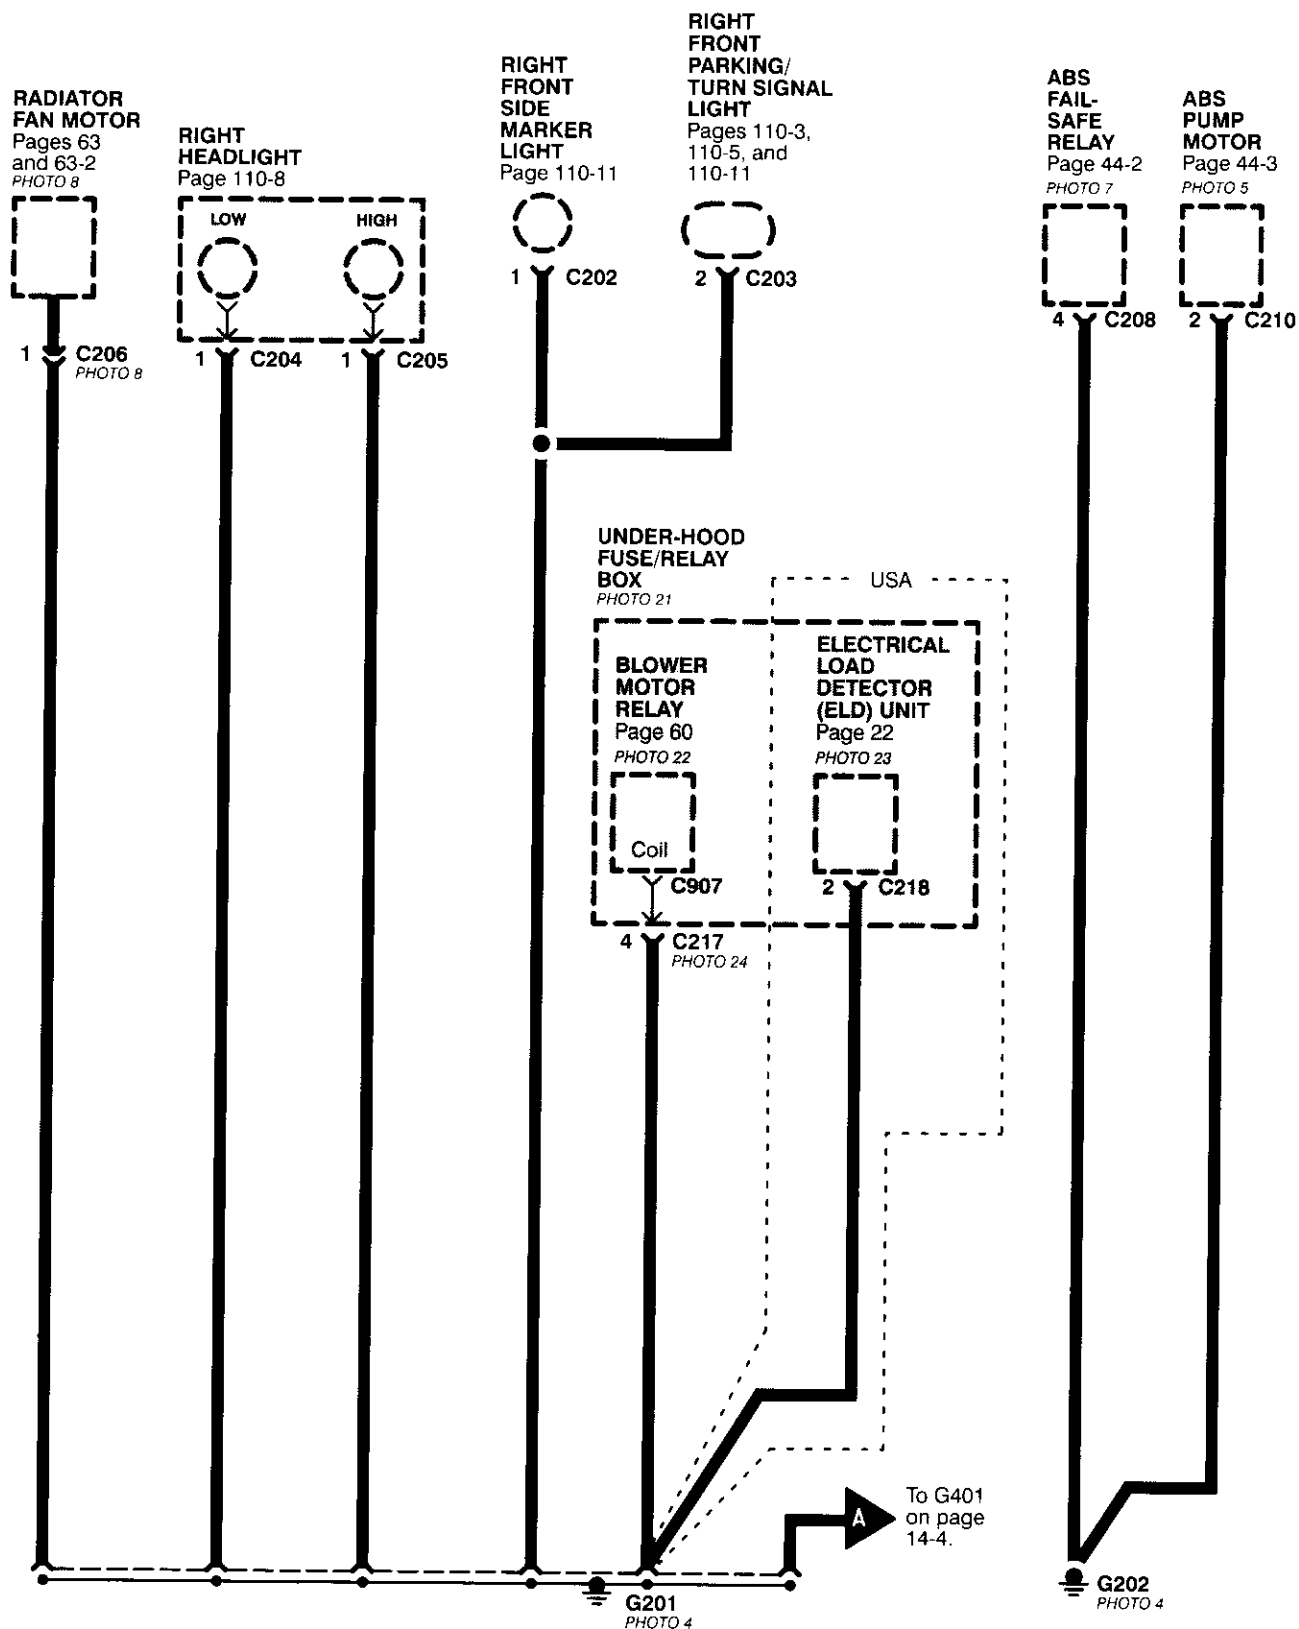 RADIATOR
FAN MOTOR
Pages 63
and 63-2
PHOTO 8
1
C206
PHOTO 8
RIGHT
HEADLIGHT
Page 110-8
LOW
HIGH
1
C204
1
C205
RIGHT
FRONT
SIDE
MARKER
LIGHT
Page 110-11
1
C202
RIGHT
FRONT
PARKING/
TURN SIGNAL
LIGHT
Pages 110-3,
110-5, and
110-11
2
C203
ABS
FAIL-
SAFE
RELAY
Page 44-2
PHOTO 7
4
C208
ABS
PUMP
MOTOR
Page 44-3
PHOTO 5
2
C210
UNDER-HOOD
FUSE/RELAY
BOX
PHOTO 21
USA
BLOWER
MOTOR
RELAY
Page 60
PHOTO 22
Coil
C907
4
C217
PHOTO 24
ELECTRICAL
LOAD
DETECTOR
(ELD) UNIT
Page 22
PHOTO 23
2
C218
A
To G401
on page
14-4.
G201
PHOTO 4
G202
PHOTO 4